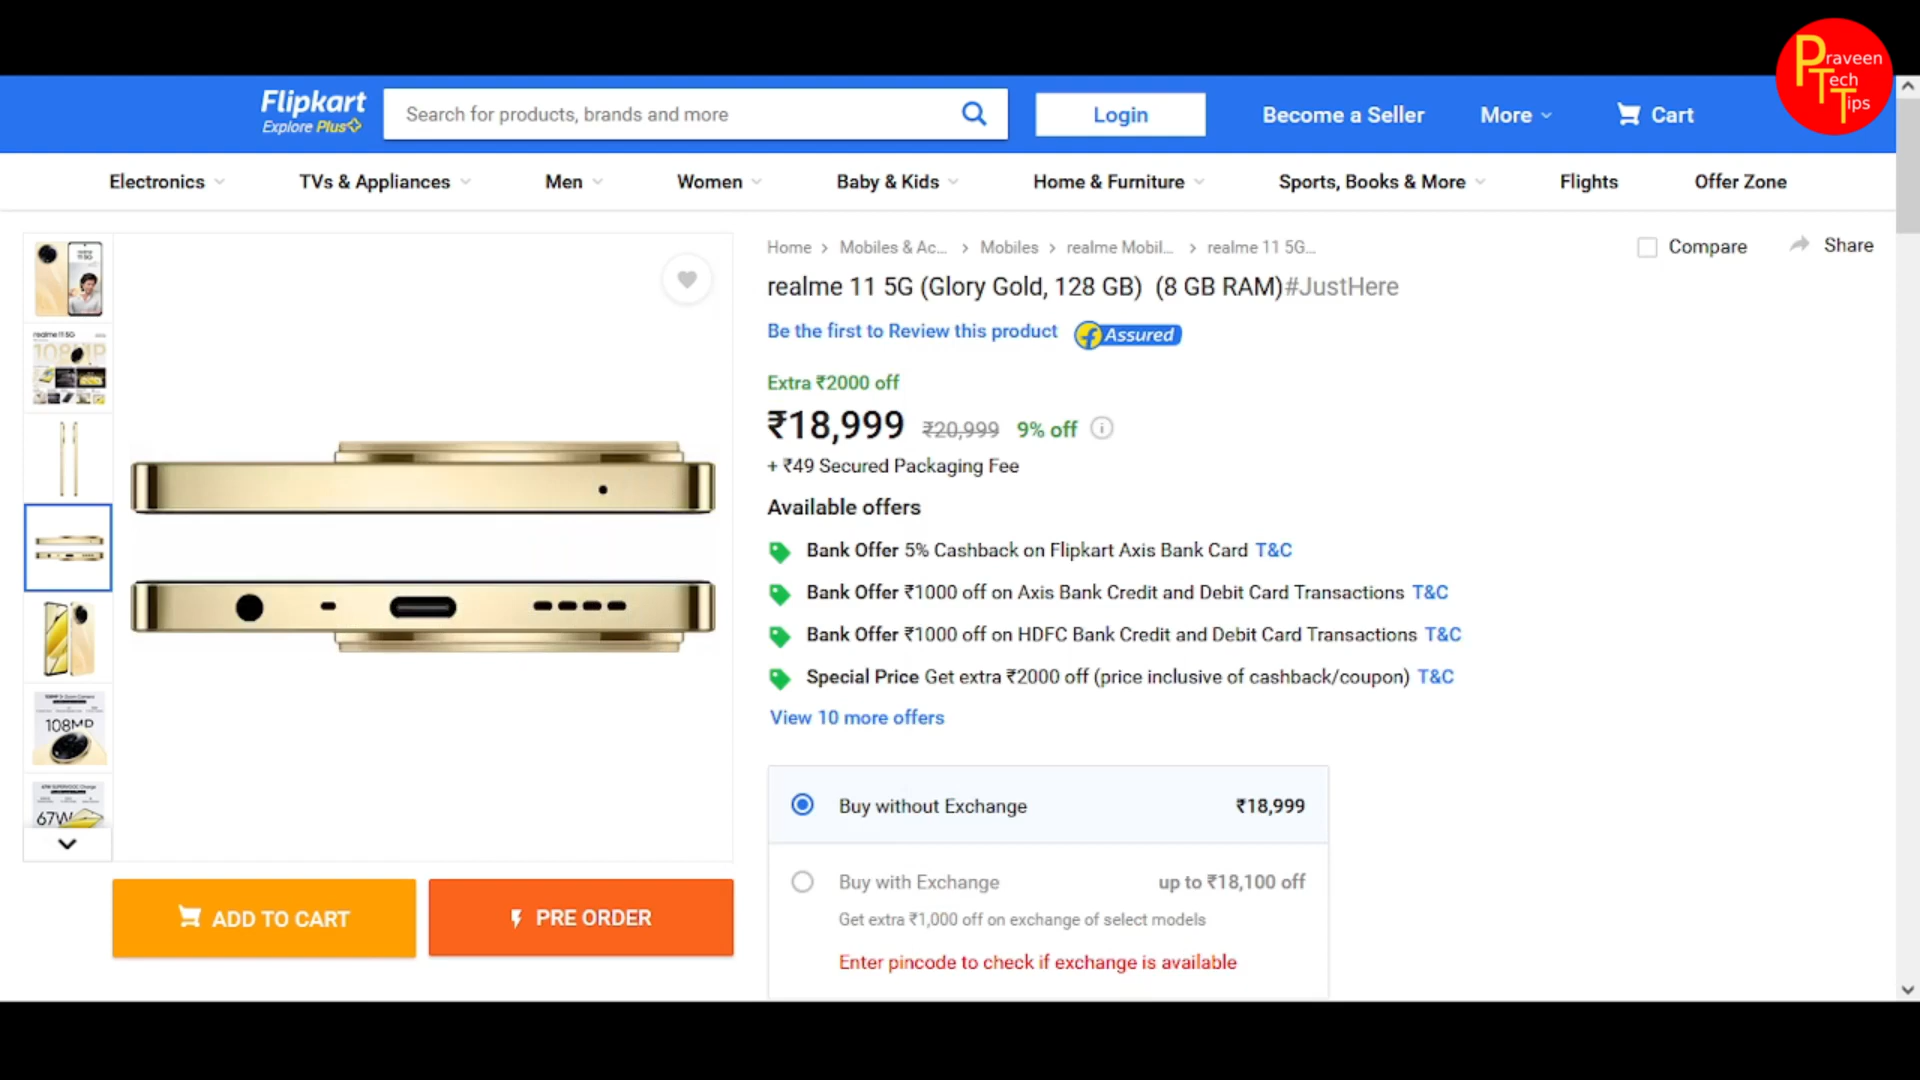 Praveen
Tech
Tips
Flipkart
Explore Plus
Search for products, brands and more
Login
Become a Seller
More
Cart
Electronics
TVs & Appliances
Men
Women
Baby & Kids
Home & Furniture
Sports, Books & More
Flights
Offer Zone
Home > Mobiles & Ac... > Mobiles > realme Mobil... > realme 11 5G...
Compare
Share
realme 11 5G (Glory Gold, 128 GB) (8 GB RAM)#JustHere
Be the first to Review this product
Assured
Extra ₹2000 off
₹18,999 ₹20,999 9% off
+ ₹49 Secured Packaging Fee
Available offers
Bank Offer 5% Cashback on Flipkart Axis Bank Card T&C
Bank Offer ₹1000 off on Axis Bank Credit and Debit Card Transactions T&C
Bank Offer ₹1000 off on HDFC Bank Credit and Debit Card Transactions T&C
Special Price Get extra ₹2000 off (price inclusive of cashback/coupon) T&C
View 10 more offers
Buy without Exchange ₹18,999
Buy with Exchange up to ₹18,100 off
Get extra ₹1,000 off on exchange of select models
Enter pincode to check if exchange is available
realme 11 5G
108MP
108MP
67W
ADD TO CART
PRE ORDER